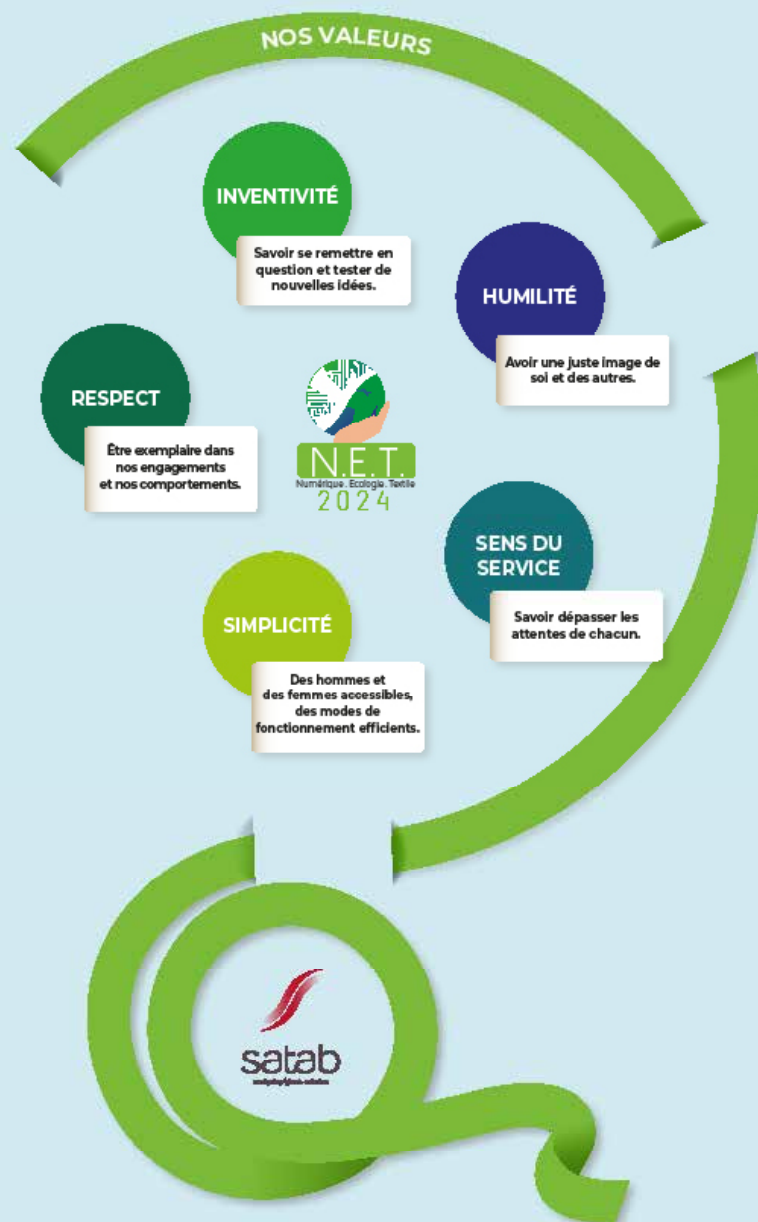 NOS VALEURS
INVENTIVITÉ
Savoir se remettre en
question et tester de
nouvelles idées.
HUMILITÉ
Avoir une juste image de
soi et des autres.
RESPECT
Être exemplaire dans
nos engagements
et nos comportements.
N.E.T.
Numérique. Ecologie. Textile
2024
SENS DU
SERVICE
Savoir dépasser les
attentes de chacun.
SIMPLICITÉ
Des hommes et
des femmes accessibles,
des modes de
fonctionnement efficients.
satab